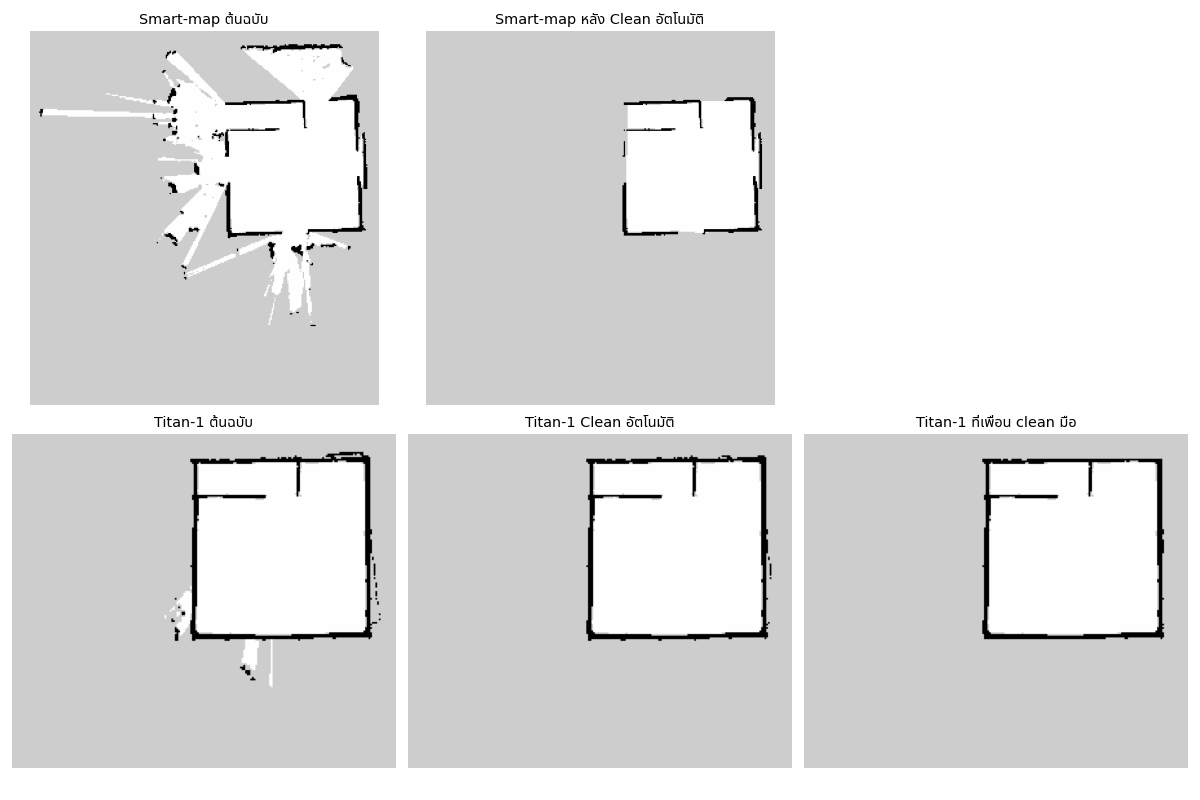 Smart-map ต้นฉบับ
Smart-map หลัง Clean อัตโนมัติ
Titan-1 ต้นฉบับ
Titan-1 Clean อัตโนมัติ
Titan-1 ที่เพื่อน clean มือ